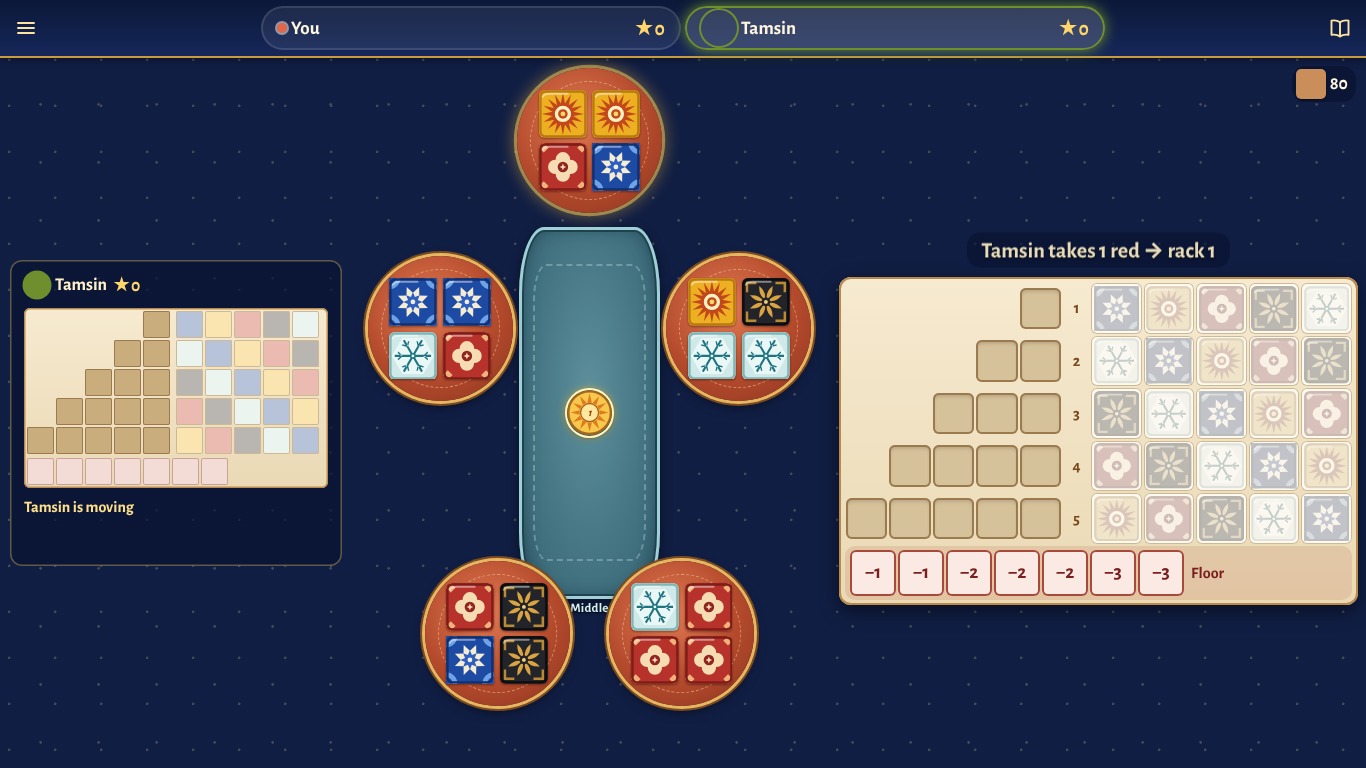 You
★0
Tamsin
★0
80
Tamsin ★0
Tamsin is moving
1
Middle
Tamsin takes 1 red → rack 1
1
2
3
4
5
−1 −1 −2 −2 −2 −3 −3 Floor